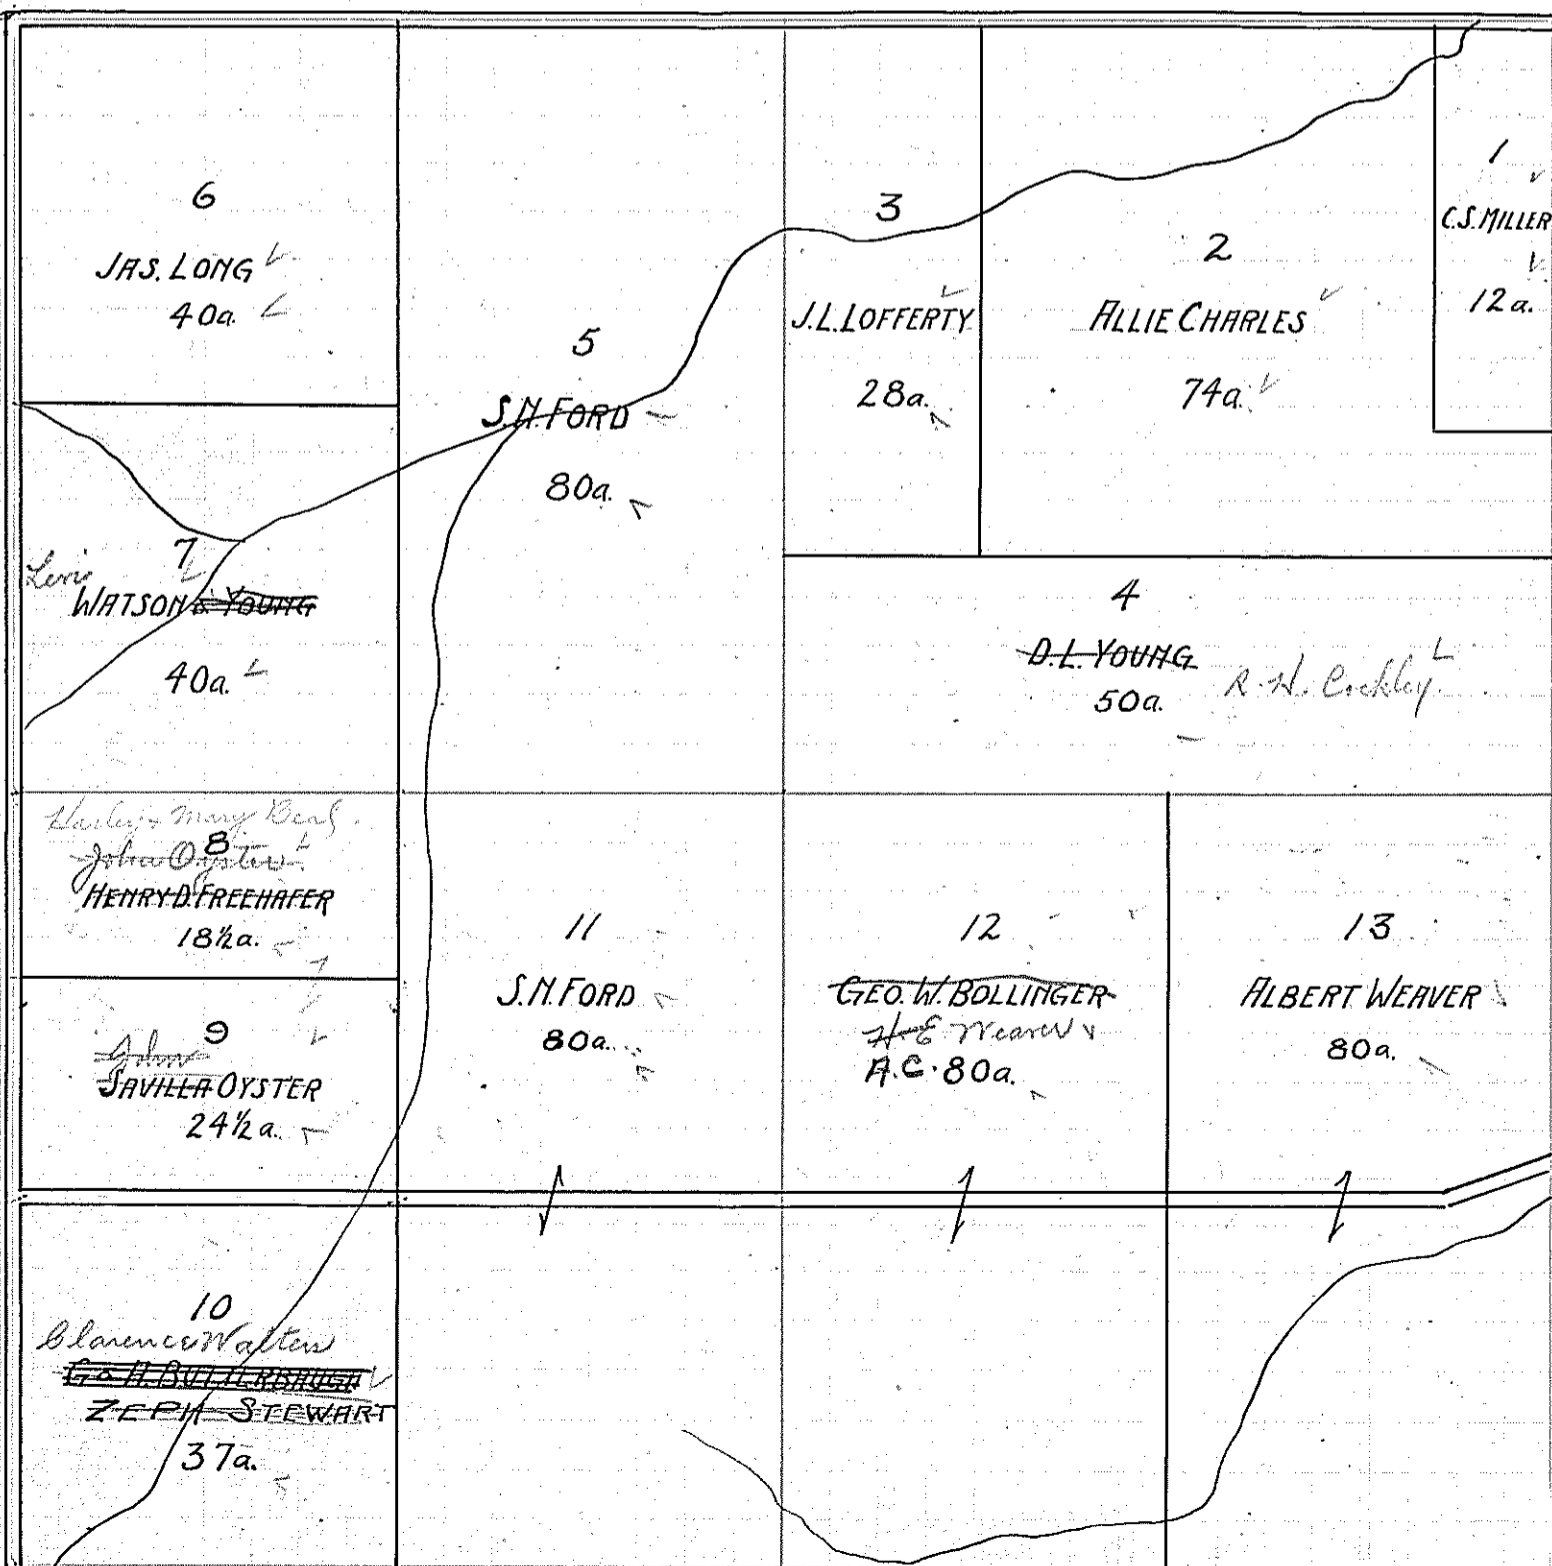 6
JAS. LONG
40a.
5
S.N. FORD
80a.
3
J.L. LOFFERTY
28a.
2
ALLIE CHARLES
74a.
1
C.S. MILLER
12a.
7
Levi
WATSON & YOUNG
40a.
4
D.L. YOUNG
50a.
R. H. Cockley
Harley & Mary
8
John Oyster
HENRY D. FREEHAFER
18½a.
9
John
SAVILLA OYSTER
24½a.
11
S.N. FORD
80a.
12
GEO. W. BOLLINGER
H E Weaver
A.C. 80a.
13
ALBERT WEAVER
80a.
10
Clarence Walters
BUTTERBAUGH
ZEPH STEWART
37a.